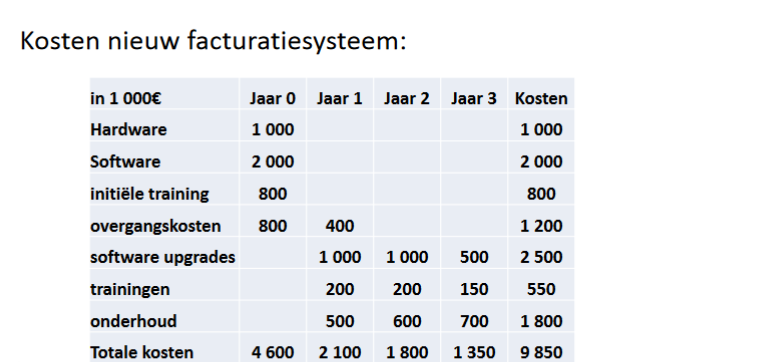 Kosten nieuw facturatiesysteem:
in 1 000€ Jaar 0 Jaar 1 Jaar 2 Jaar 3 Kosten
Hardware 1 000 1 000
Software 2 000 2 000
initiële training 800 800
overgangskosten 800 400 1 200
software upgrades 1 000 1 000 500 2 500
trainingen 200 200 150 550
onderhoud 500 600 700 1 800
Totale kosten 4 600 2 100 1 800 1 350 9 850